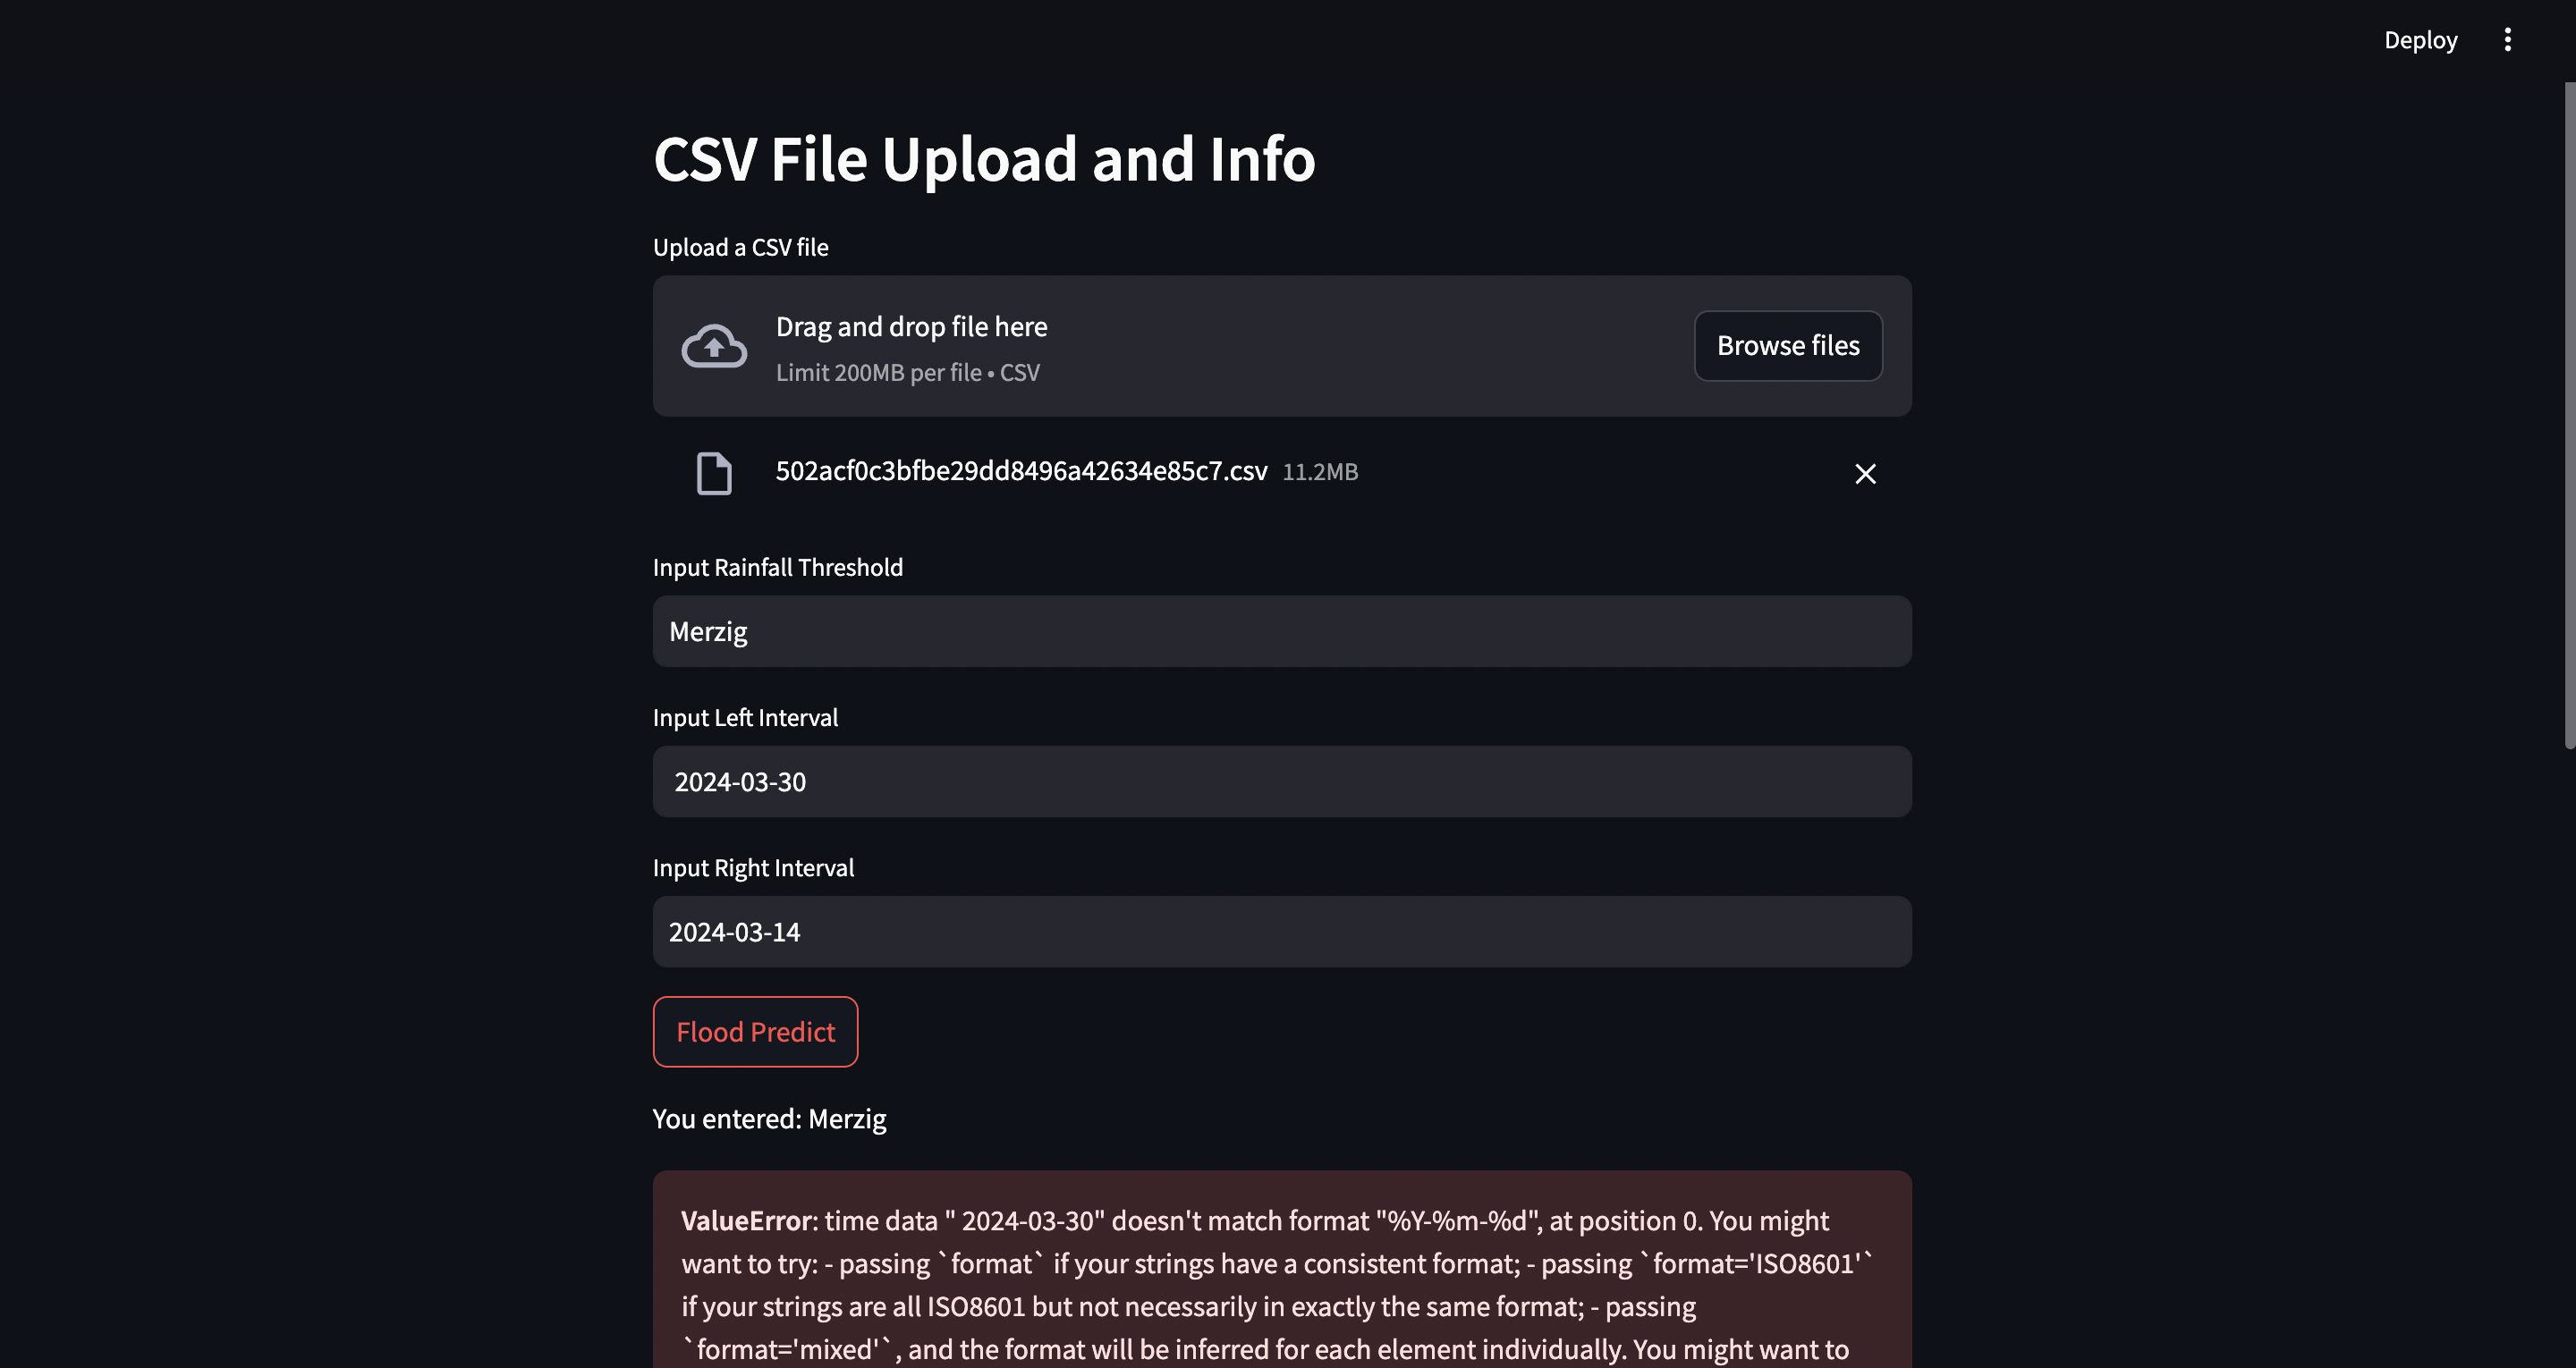 Deploy
CSV File Upload and Info
Upload a CSV file
Drag and drop file here
Limit 200MB per file • CSV
Browse files
502acf0c3bfbe29dd8496a42634e85c7.csv 11.2MB
Input Rainfall Threshold
Merzig
Input Left Interval
2024-03-30
Input Right Interval
2024-03-14
Flood Predict
You entered: Merzig
ValueError: time data " 2024-03-30" doesn't match format "%Y-%m-%d", at position 0. You might
want to try: - passing `format` if your strings have a consistent format; - passing `format='ISO8601'`
if your strings are all ISO8601 but not necessarily in exactly the same format; - passing
`format='mixed'`, and the format will be inferred for each element individually. You might want to